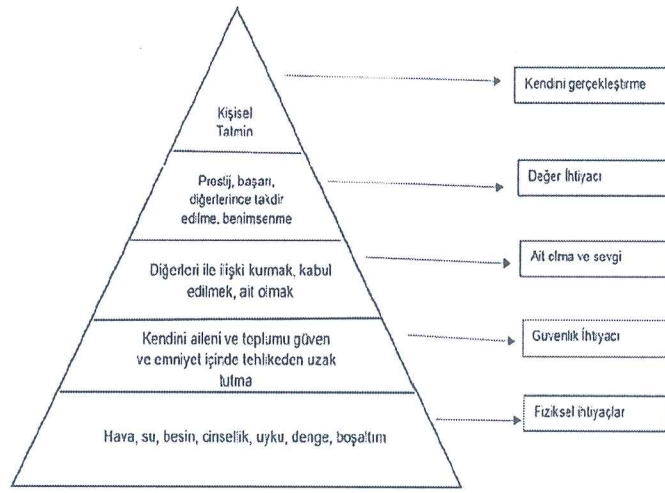 Kişisel
Tatmin
Kendini gerçekleştirme
Prestij, başarı,
diğerlerince takdir
edilme, benimsenme
Değer İhtiyacı
Diğerleri ile ilişki kurmak, kabul
edilmek, ait olmak
Ait olma ve sevgi
Kendini aileni ve toplumu güven
ve emniyet içinde tehlikeden uzak
tutma
Güvenlik İhtiyacı
Hava, su, besin, cinsellik, uyku, denge, boşaltım
Fiziksel ihtiyaçlar